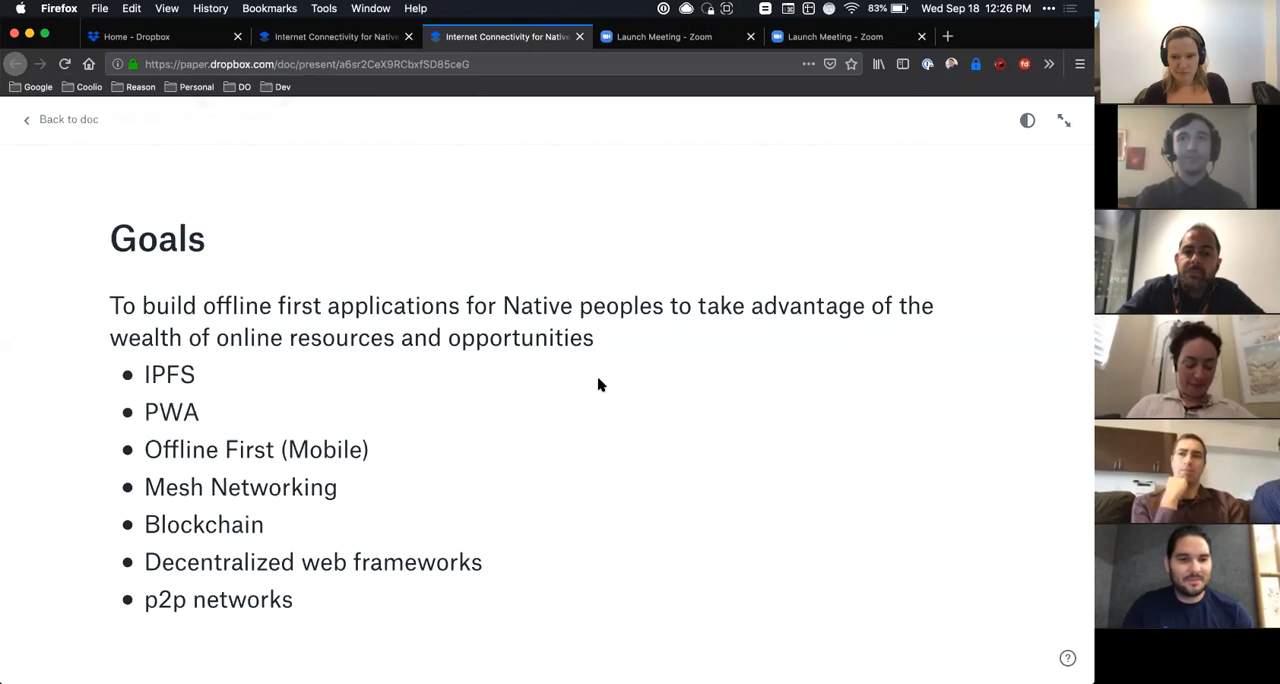 Firefox File Edit View History Bookmarks Tools Window Help 83% Wed Sep 18 12:26 PM
Home - Dropbox Internet Connectivity for Native Internet Connectivity for Native Launch Meeting - Zoom Launch Meeting - Zoom
https://paper.dropbox.com/doc/present/a6sr2CeX9RCbxfSD85ceG
Google Coolio Reason Personal DO Dev
Back to doc
Goals
To build offline first applications for Native peoples to take advantage of the
wealth of online resources and opportunities
• IPFS
• PWA
• Offline First (Mobile)
• Mesh Networking
• Blockchain
• Decentralized web frameworks
• p2p networks